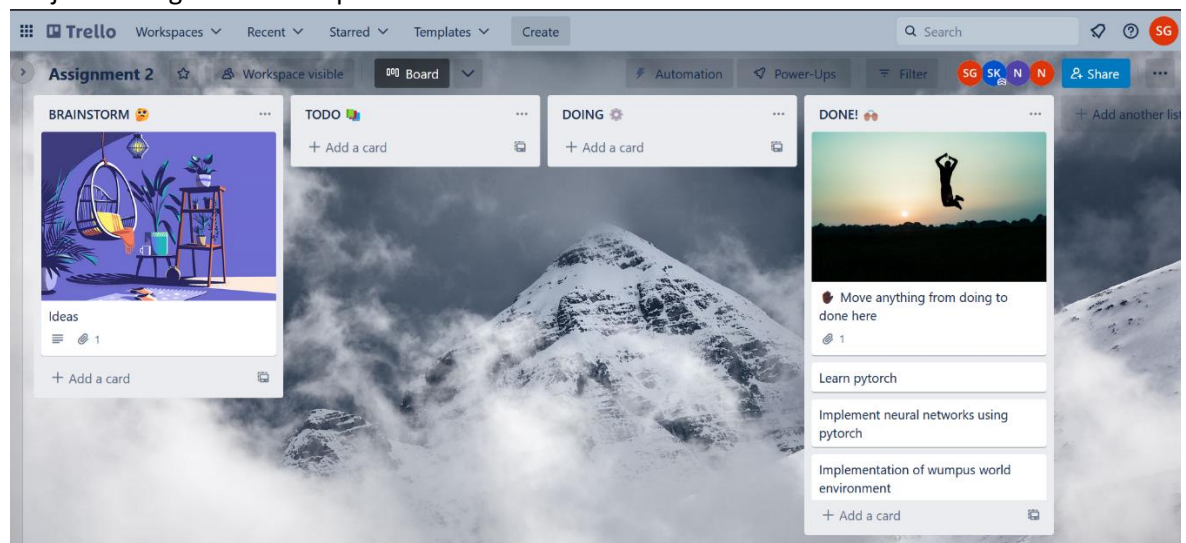 Trello Workspaces Recent Starred Templates Create Search SG
Assignment 2 Workspace visible Board Automation Power-Ups Filter SG SK N N Share
BRAINSTORM
Ideas
1
+ Add a card
TODO
+ Add a card
DOING
+ Add a card
DONE!
Move anything from doing to
done here
1
Learn pytorch
Implement neural networks using
pytorch
Implementation of wumpus world
environment
+ Add a card
+ Add another list